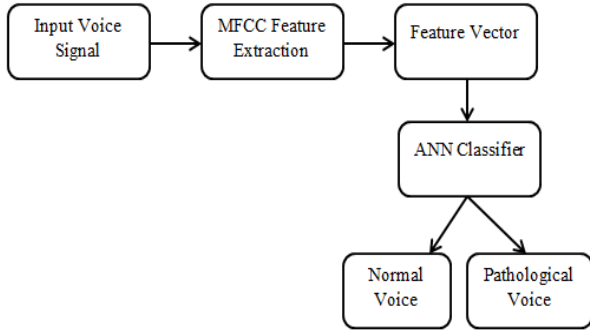 Input Voice
Signal
MFCC Feature
Extraction
Feature Vector
ANN Classifier
Normal
Voice
Pathological
Voice